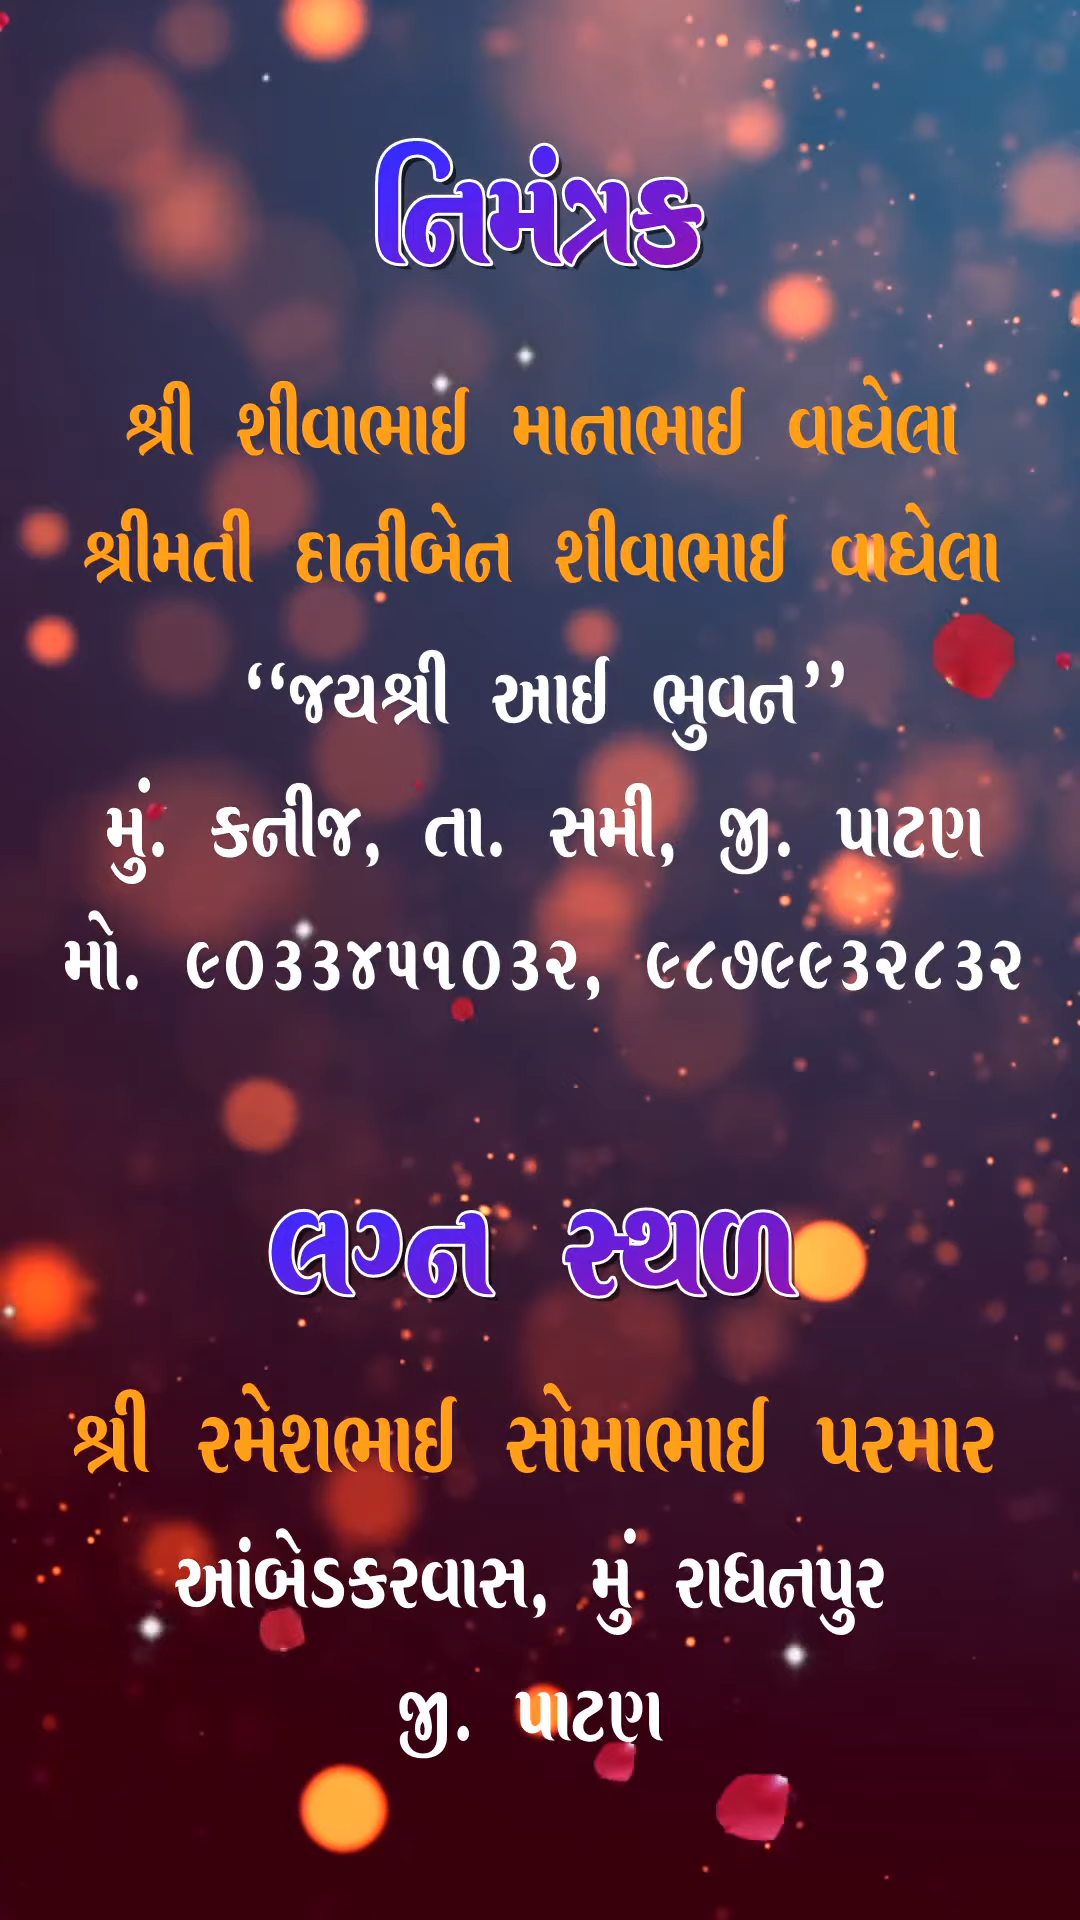 નિમંત્રક
શ્રી શીવાભાઈ માનાભાઈ વાઘેલા
શ્રીમતી દાનીબેન શીવાભાઈ વાઘેલા
‘‘જયશ્રી આઈ ભુવન’’
મું. કનીજ, તા. સમી, જી. પાટણ
મો. ૯૦૩૩૪૫૧૦૩૨, ૯૮૭૯૯૩૨૮૩૨
લગ્ન સ્થળ
શ્રી રમેશભાઈ સોમાભાઈ પરમાર
આંબેડકરવાસ, મું રાધનપુર
જી. પાટણ